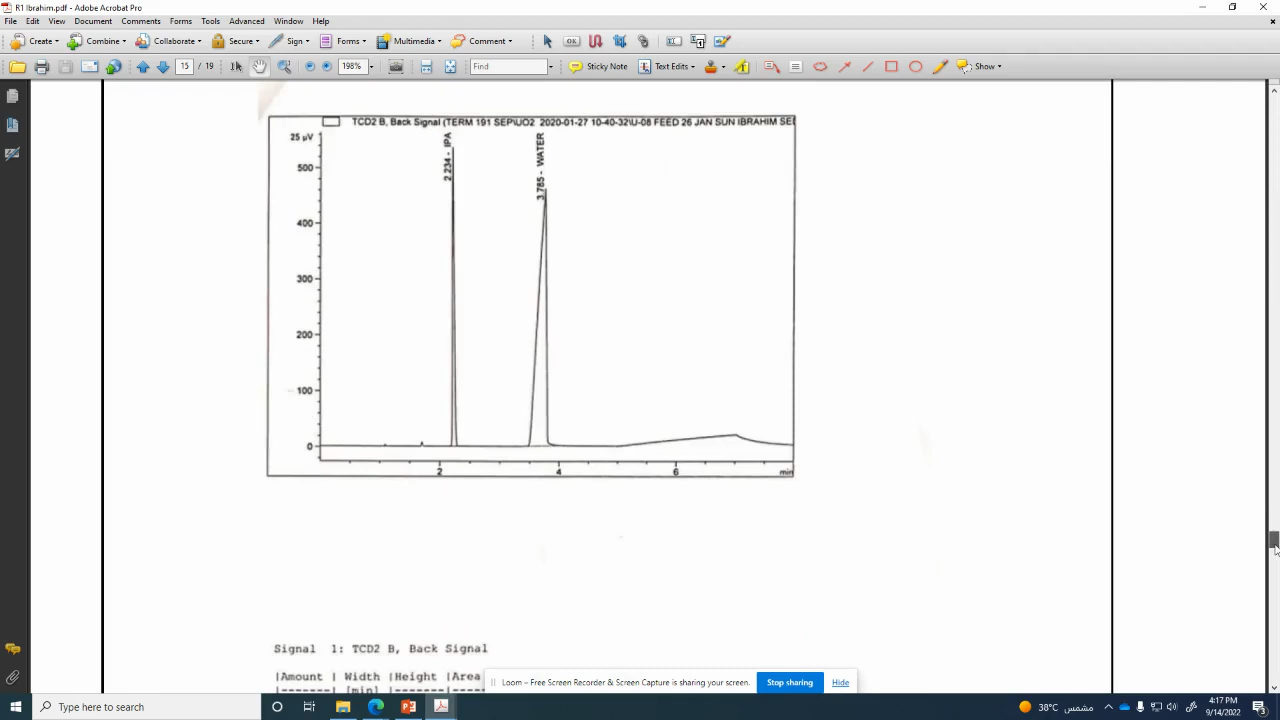 R1 Ibrahim.pdf - Adobe Acrobat Pro
File Edit View Document Comments Forms Tools Advanced Window Help
Create Combine Collaborate Secure Sign Forms Multimedia Comment
15 / 19 198% Find Sticky Note Text Edits Show
TCD2 B, Back Signal (TERM 191 SEP\UO2 2020-01-27 10-40-32\U-08 FEED 26 JAN SUN IBRAHIM SE
25 µV
500
400
300
200
100
0
2.234 - IPA
3.785 - WATER
2 4 6 min
Signal 1: TCD2 B, Back Signal
|Amount | Width |Height |Area
|-------| [min] |-------|----
Loom – Free Screen Recorder & Screen Capture is sharing your screen. Stop sharing Hide
Type here to search
38°C مشمس
4:17 PM
9/14/2022